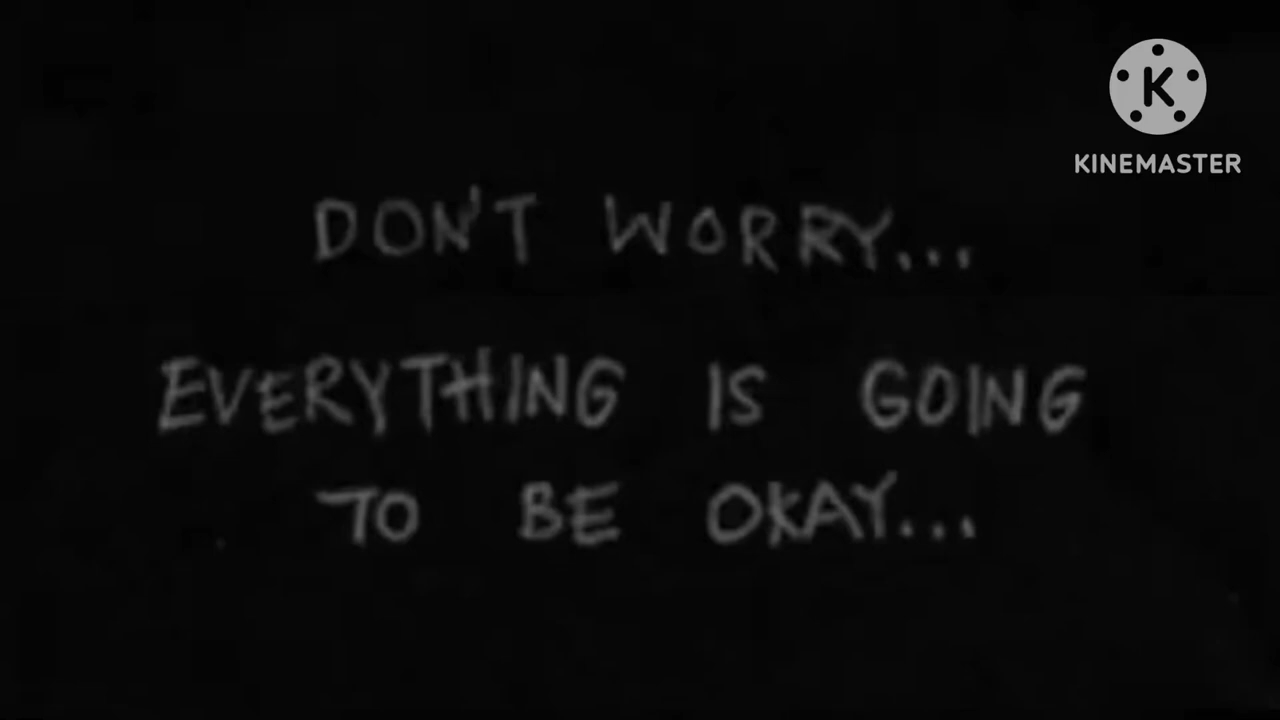 K
KINEMASTER
DON'T WORRY...
EVERYTHING IS GOING
TO BE OKAY...